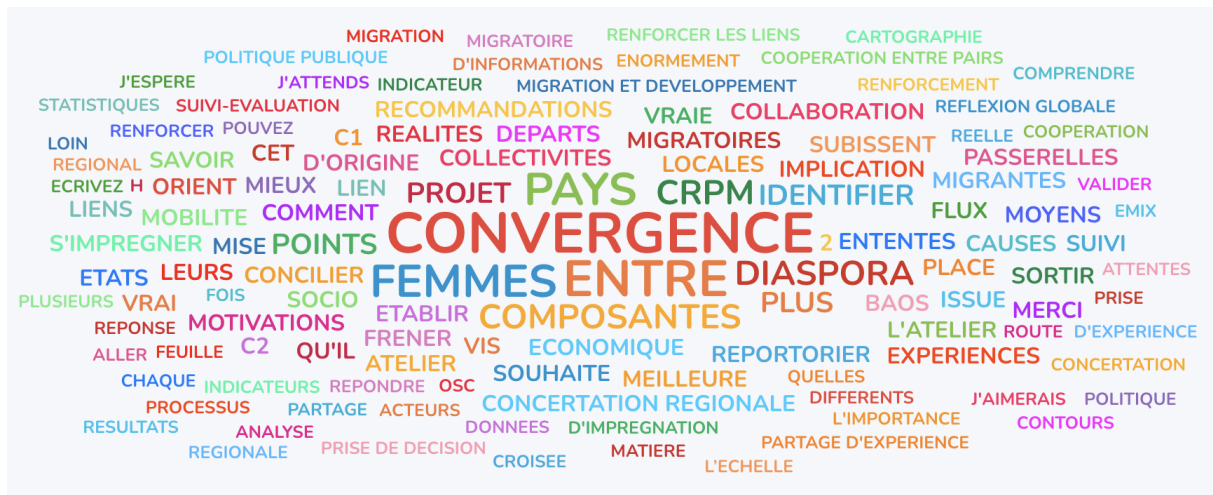 MIGRATION MIGRATOIRE RENFORCER LES LIENS CARTOGRAPHIE
POLITIQUE PUBLIQUE D'INFORMATIONS ENORMEMENT COOPERATION ENTRE PAIRS
J'ESPERE J'ATTENDS INDICATEUR MIGRATION ET DEVELOPPEMENT RENFORCEMENT COMPRENDRE
STATISTIQUES SUIVI-EVALUATION RECOMMANDATIONS VRAIE COLLABORATION REFLEXION GLOBALE
LOIN RENFORCER POUVEZ C1 REALITES DEPARTS MIGRATOIRES SUBISSENT REELLE COOPERATION
REGIONAL SAVOIR CET D'ORIGINE COLLECTIVITES LOCALES IMPLICATION PASSERELLES
ECRIVEZ H ORIENT MIEUX LIEN PROJET PAYS CRPM IDENTIFIER MIGRANTES VALIDER
LIENS MOBILITE COMMENT FLUX MOYENS EMIX
S'IMPREGNER MISE POINTS CONVERGENCE 2 ENTENTES CAUSES SUIVI
ETATS LEURS CONCILIER FEMMES ENTRE DIASPORA PLACE SORTIR ATTENTES
PLUSIEURS VRAI FOIS SOCIO ETABLIR COMPOSANTES PLUS BAOS ISSUE MERCI PRISE
REPONSE MOTIVATIONS FRENER L'ATELIER ROUTE D'EXPERIENCE
ALLER FEUILLE C2 QU'IL VIS ECONOMIQUE REPORTORIER EXPERIENCES
ATELIER SOUHAITE MEILLEURE QUELLES CONCERTATION
CHAQUE INDICATEURS REPONDRE OSC
PROCESSUS PARTAGE ACTEURS CONCERTATION REGIONALE DIFFERENTS J'AIMERAIS POLITIQUE
RESULTATS ANALYSE DONNEES D'IMPREGNATION L'IMPORTANCE CONTOURS
REGIONALE PRISE DE DECISION MATIERE PARTAGE D'EXPERIENCE
CROISEE L'ECHELLE